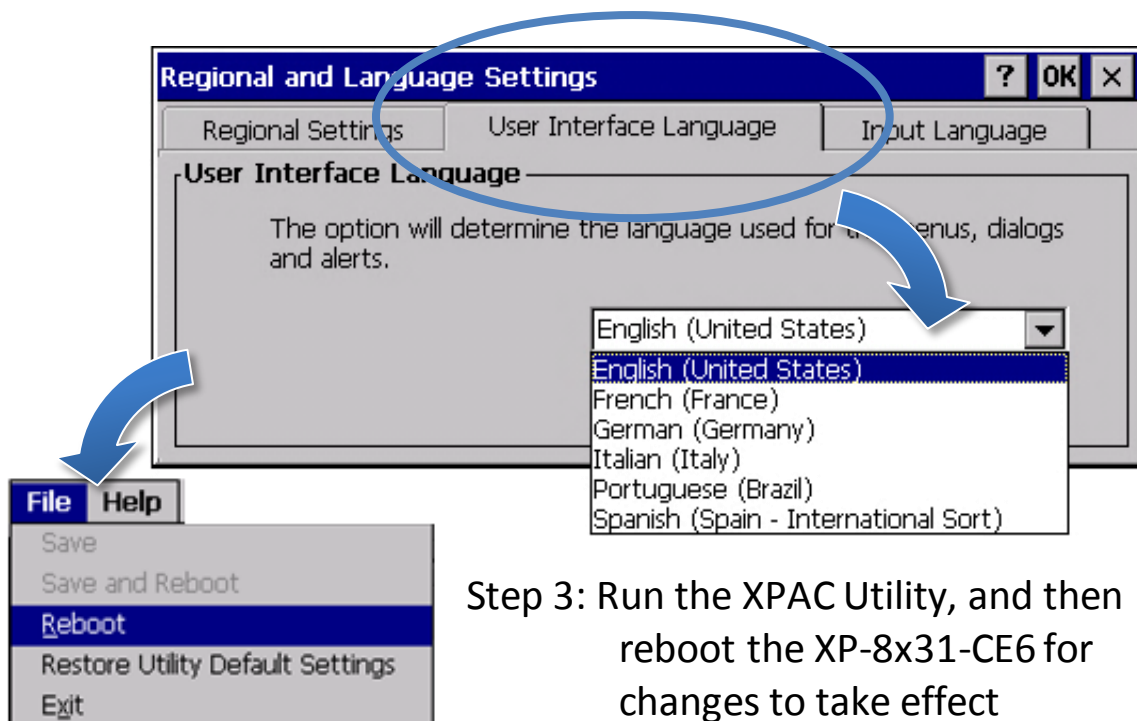 Regional and Language Settings ? OK ×
Regional Settings User Interface Language Input Language
User Interface Language
The option will determine the language used for the menus, dialogs
and alerts.
English (United States)
English (United States)
French (France)
German (Germany)
Italian (Italy)
Portuguese (Brazil)
Spanish (Spain - International Sort)
File Help
Save
Save and Reboot
Reboot
Restore Utility Default Settings
Exit
Step 3: Run the XPAC Utility, and then
reboot the XP-8x31-CE6 for
changes to take effect